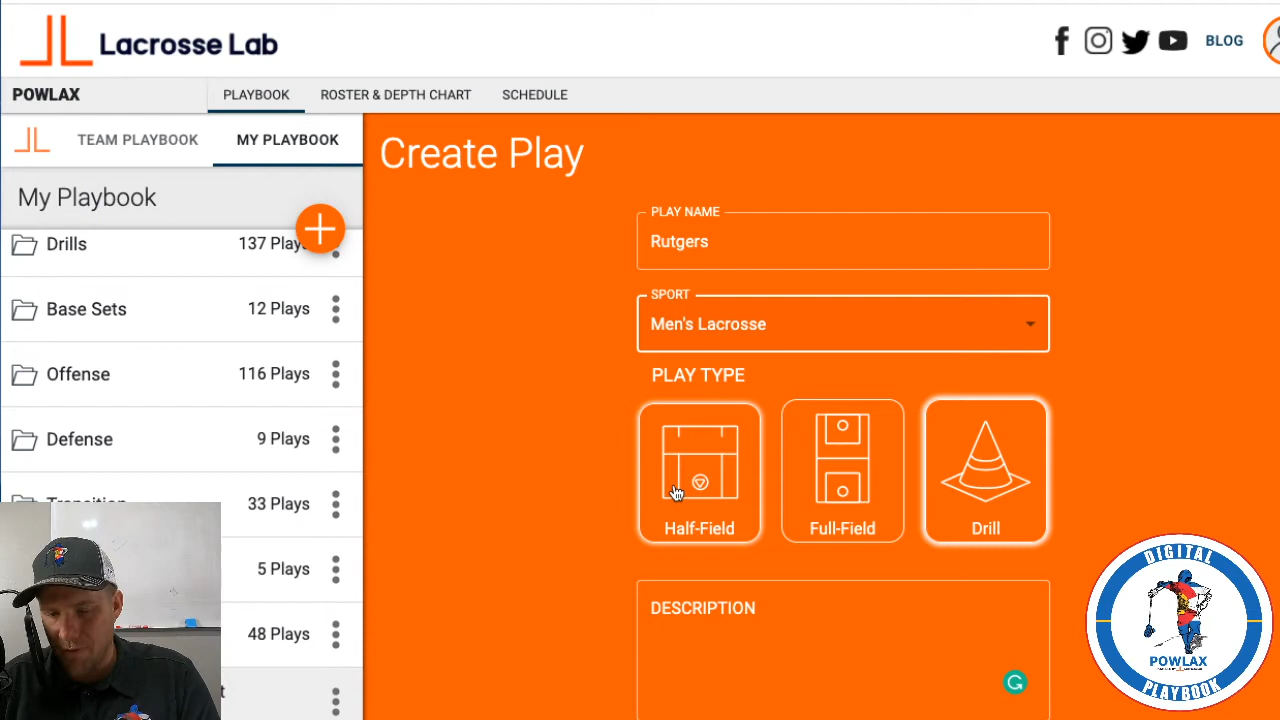 Lacrosse Lab
BLOG
POWLAX
PLAYBOOK
ROSTER & DEPTH CHART
SCHEDULE
TEAM PLAYBOOK
MY PLAYBOOK
My Playbook
Drills
137 Plays
Base Sets
12 Plays
Offense
116 Plays
Defense
9 Plays
Transition
33 Plays
5 Plays
48 Plays
Create Play
PLAY NAME
Rutgers
SPORT
Men's Lacrosse
PLAY TYPE
Half-Field
Full-Field
Drill
DESCRIPTION
DIGITAL
POWLAX
PLAYBOOK